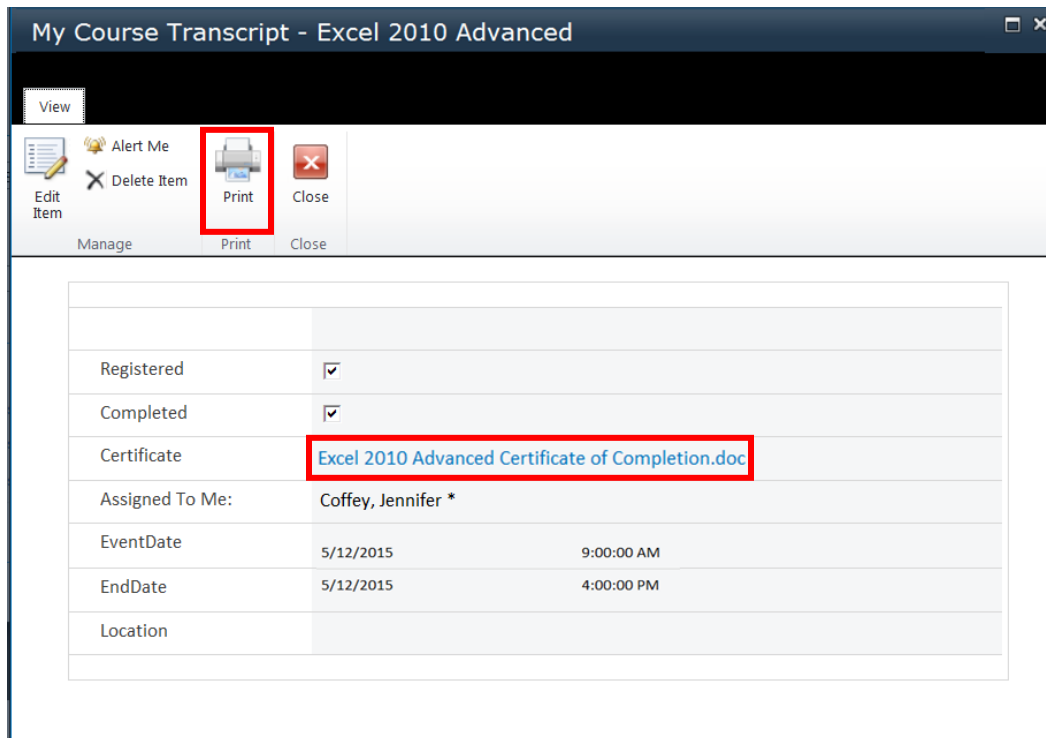 My Course Transcript - Excel 2010 Advanced
View
Alert Me
Delete Item
Edit
Item
Print
Close
Manage
Print
Close
Registered
Completed
Certificate
Excel 2010 Advanced Certificate of Completion.doc
Assigned To Me:
Coffey, Jennifer *
EventDate
5/12/2015 9:00:00 AM
EndDate
5/12/2015 4:00:00 PM
Location